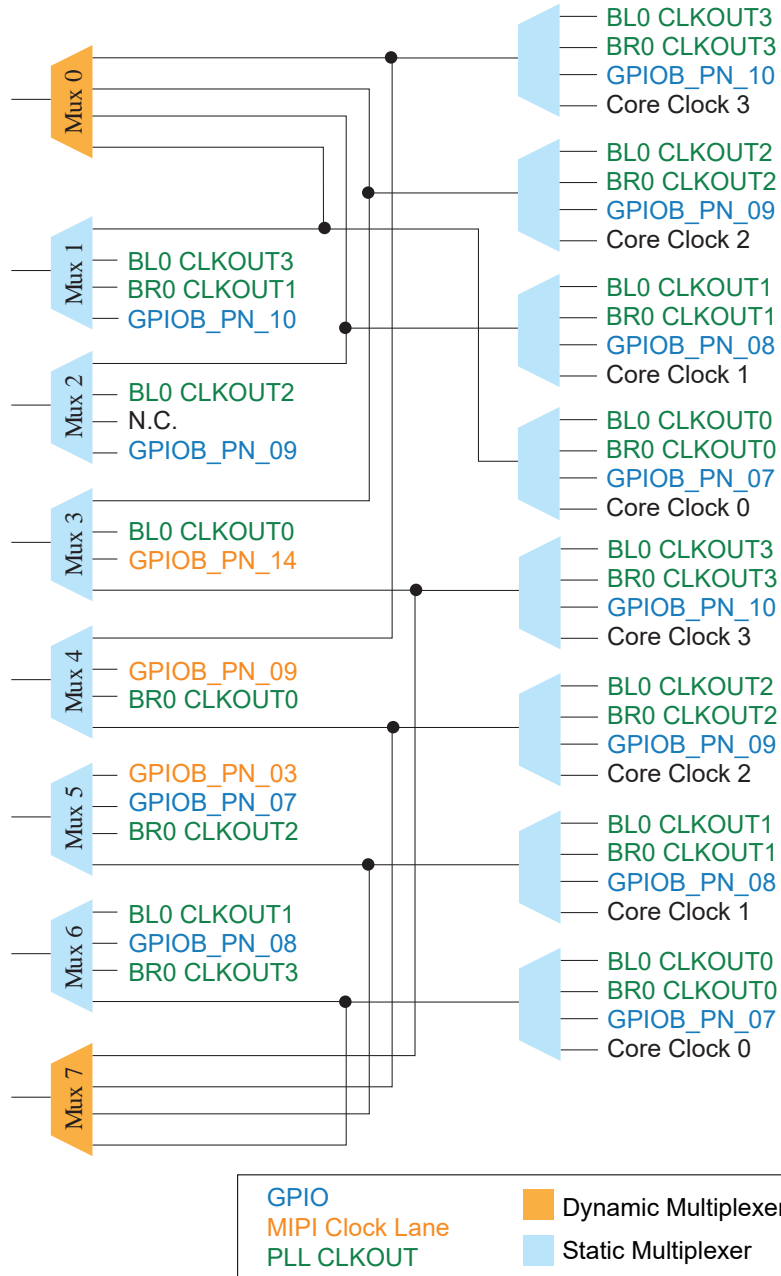 Mux 0
BL0 CLKOUT3
BR0 CLKOUT3
GPIOB_PN_10
Core Clock 3
BL0 CLKOUT2
BR0 CLKOUT2
GPIOB_PN_09
Core Clock 2
Mux 1
BL0 CLKOUT3
BR0 CLKOUT1
GPIOB_PN_10
BL0 CLKOUT1
BR0 CLKOUT1
GPIOB_PN_08
Core Clock 1
Mux 2
BL0 CLKOUT2
N.C.
GPIOB_PN_09
BL0 CLKOUT0
BR0 CLKOUT0
GPIOB_PN_07
Core Clock 0
Mux 3
BL0 CLKOUT0
GPIOB_PN_14
BL0 CLKOUT3
BR0 CLKOUT3
GPIOB_PN_10
Core Clock 3
Mux 4
GPIOB_PN_09
BR0 CLKOUT0
BL0 CLKOUT2
BR0 CLKOUT2
GPIOB_PN_09
Core Clock 2
Mux 5
GPIOB_PN_03
GPIOB_PN_07
BR0 CLKOUT2
BL0 CLKOUT1
BR0 CLKOUT1
GPIOB_PN_08
Core Clock 1
Mux 6
BL0 CLKOUT1
GPIOB_PN_08
BR0 CLKOUT3
BL0 CLKOUT0
BR0 CLKOUT0
GPIOB_PN_07
Core Clock 0
Mux 7
GPIO
MIPI Clock Lane
PLL CLKOUT
Dynamic Multiplexer
Static Multiplexer